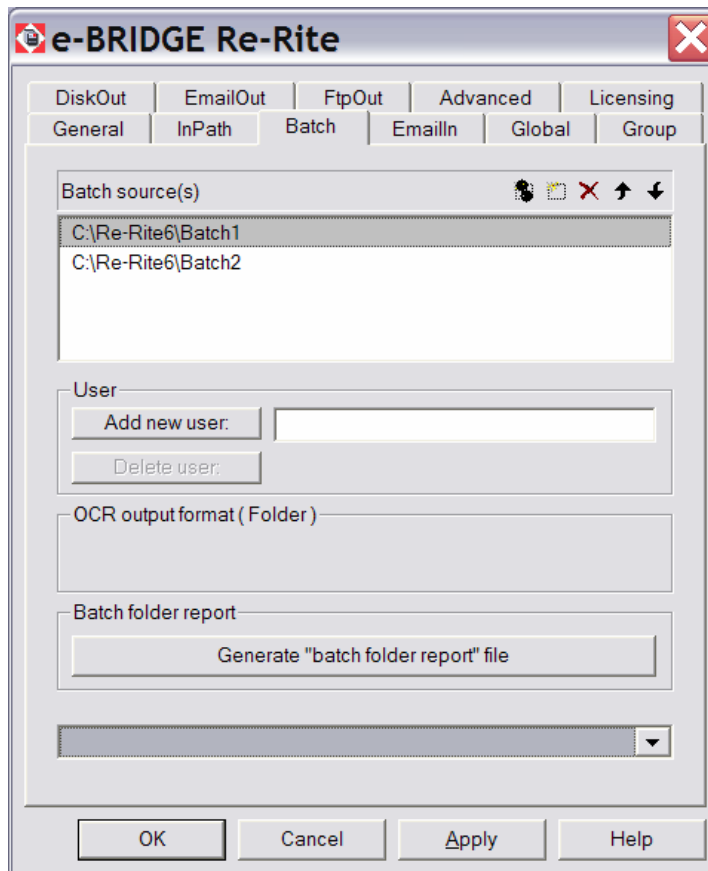 e-BRIDGE Re-Rite
DiskOut EmailOut FtpOut Advanced Licensing
General InPath Batch EmailIn Global Group
Batch source(s)
C:\Re-Rite6\Batch1
C:\Re-Rite6\Batch2
User
Add new user:
Delete user:
OCR output format ( Folder )
Batch folder report
Generate "batch folder report" file
OK Cancel Apply Help